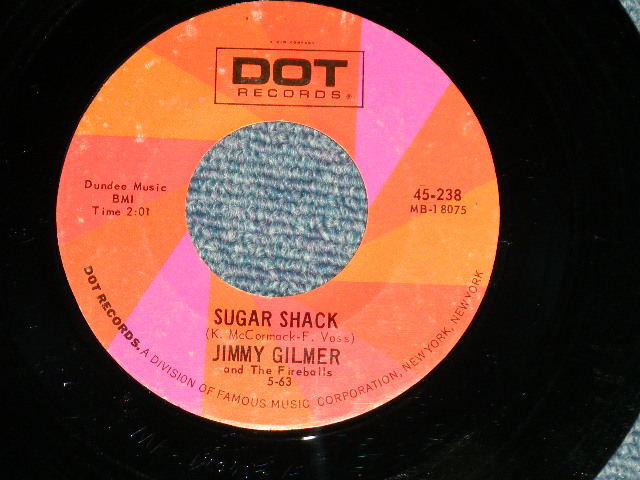 A G+W COMPANY
DOT
RECORDS®
Dundee Music
BMI
Time 2:01
45-238
MB-18075
SUGAR SHACK
(K. McCormack-F. Voss)
JIMMY GILMER
and The Fireballs
5-63
DOT RECORDS, A DIVISION OF FAMOUS MUSIC CORPORATION, NEW YORK, NEW YORK